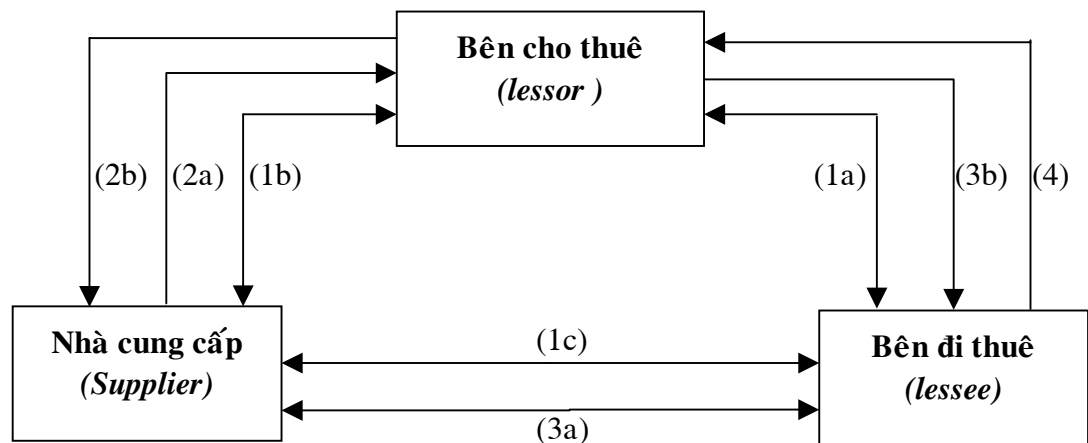 Bên cho thuê
(lessor )
(2b) (2a) (1b) (1a) (3b) (4)
Nhà cung cấp
(Supplier)
(1c)
(3a)
Bên đi thuê
(lessee)